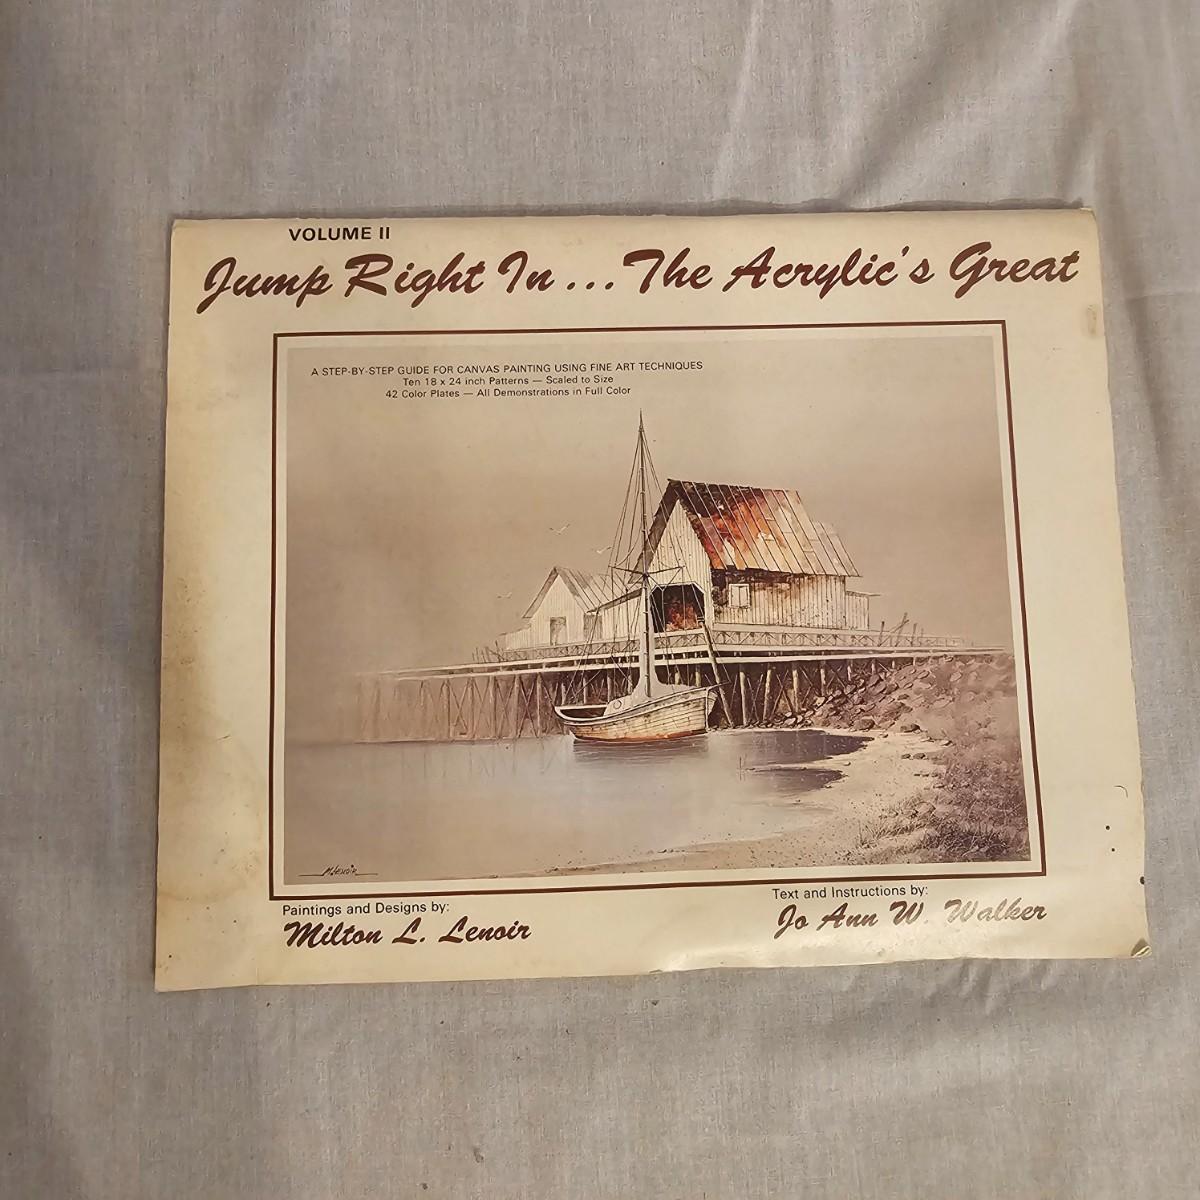 VOLUME II
Jump Right In... The Acrylic's Great
A STEP-BY-STEP GUIDE FOR CANVAS PAINTING USING FINE ART TECHNIQUES
Ten 18 x 24 inch Patterns — Scaled to Size
42 Color Plates — All Demonstrations in Full Color
M Lenoir
Paintings and Designs by:
Milton L. Lenoir
Text and Instructions by:
Jo Ann W. Walker